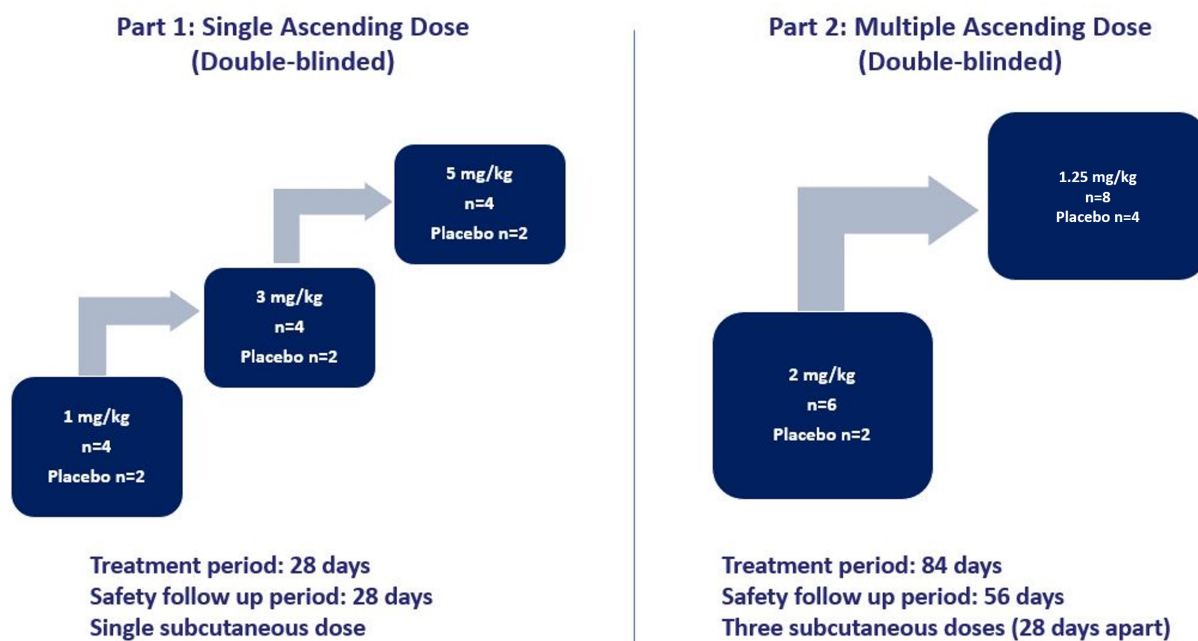 Part 1: Single Ascending Dose
(Double-blinded)
5 mg/kg
n=4
Placebo n=2
3 mg/kg
n=4
Placebo n=2
1 mg/kg
n=4
Placebo n=2
Treatment period: 28 days
Safety follow up period: 28 days
Single subcutaneous dose
Part 2: Multiple Ascending Dose
(Double-blinded)
1.25 mg/kg
n=8
Placebo n=4
2 mg/kg
n=6
Placebo n=2
Treatment period: 84 days
Safety follow up period: 56 days
Three subcutaneous doses (28 days apart)